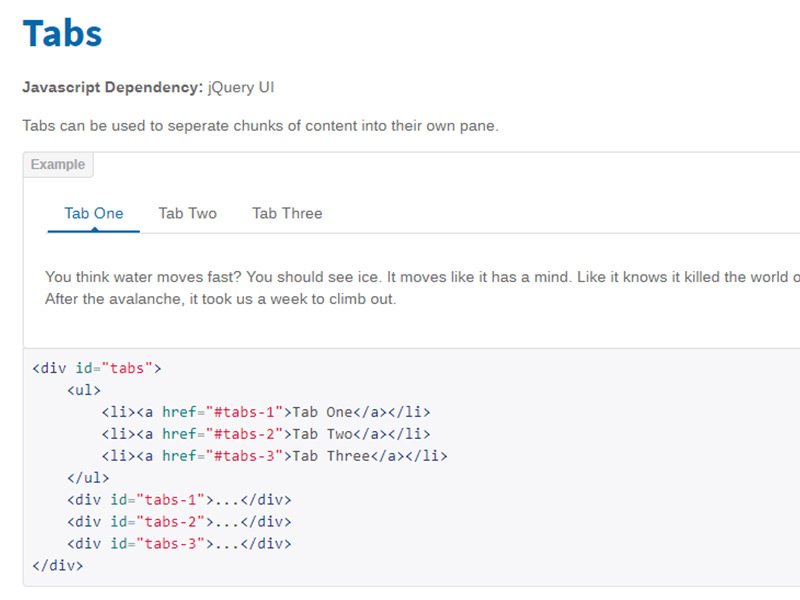 Tabs
Javascript Dependency: jQuery UI
Tabs can be used to seperate chunks of content into their own pane.
Example
Tab One Tab Two Tab Three
You think water moves fast? You should see ice. It moves like it has a mind. Like it knows it killed the world
After the avalanche, it took us a week to climb out.
<div id="tabs">
    <ul>
        <li><a href="#tabs-1">Tab One</a></li>
        <li><a href="#tabs-2">Tab Two</a></li>
        <li><a href="#tabs-3">Tab Three</a></li>
    </ul>
    <div id="tabs-1">...</div>
    <div id="tabs-2">...</div>
    <div id="tabs-3">...</div>
</div>